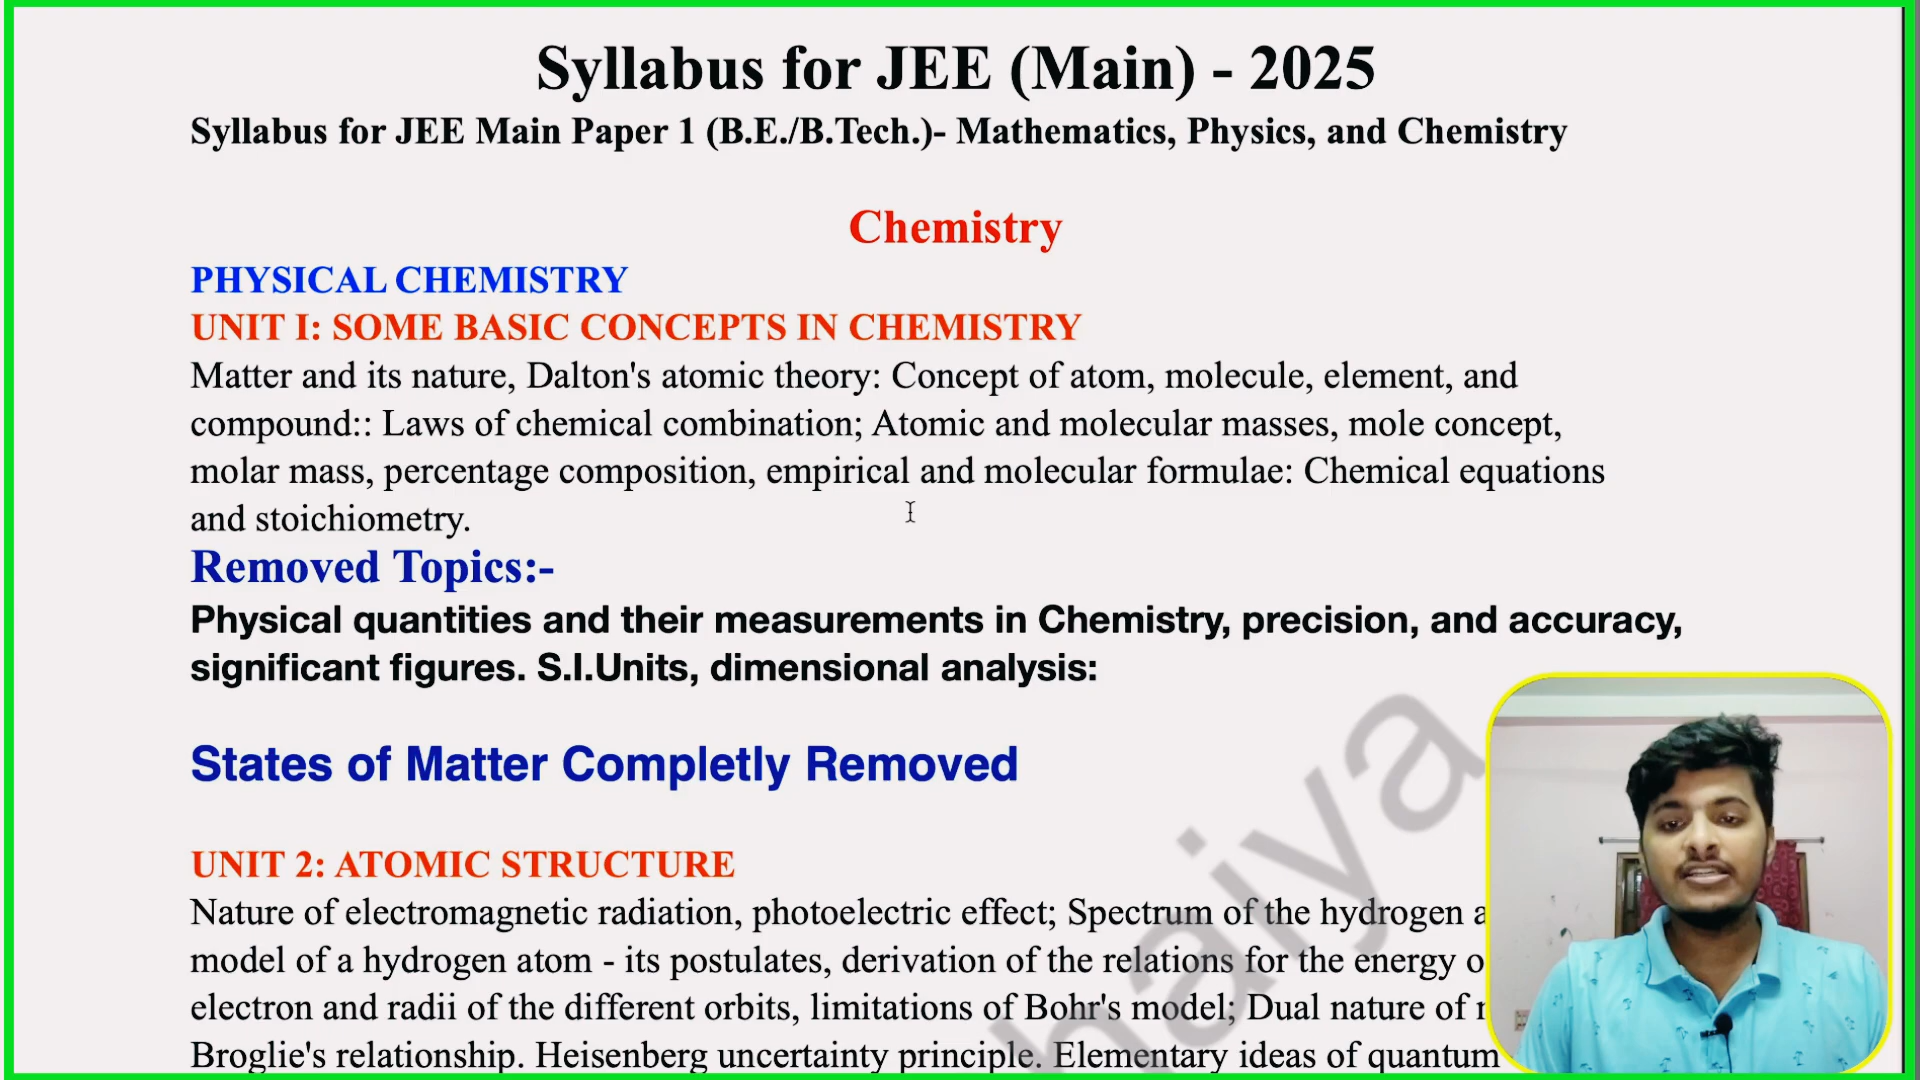 Syllabus for JEE (Main) - 2025
Syllabus for JEE Main Paper 1 (B.E./B.Tech.)- Mathematics, Physics, and Chemistry
Chemistry
PHYSICAL CHEMISTRY
UNIT I: SOME BASIC CONCEPTS IN CHEMISTRY
Matter and its nature, Dalton's atomic theory: Concept of atom, molecule, element, and
compound:: Laws of chemical combination; Atomic and molecular masses, mole concept,
molar mass, percentage composition, empirical and molecular formulae: Chemical equations
and stoichiometry.
Removed Topics:-
Physical quantities and their measurements in Chemistry, precision, and accuracy,
significant figures. S.I.Units, dimensional analysis:
States of Matter Completly Removed
UNIT 2: ATOMIC STRUCTURE
Nature of electromagnetic radiation, photoelectric effect; Spectrum of the hydrogen
model of a hydrogen atom - its postulates, derivation of the relations for the energy
electron and radii of the different orbits, limitations of Bohr's model; Dual nature of
Broglie's relationship. Heisenberg uncertainty principle. Elementary ideas of quantum
haiya